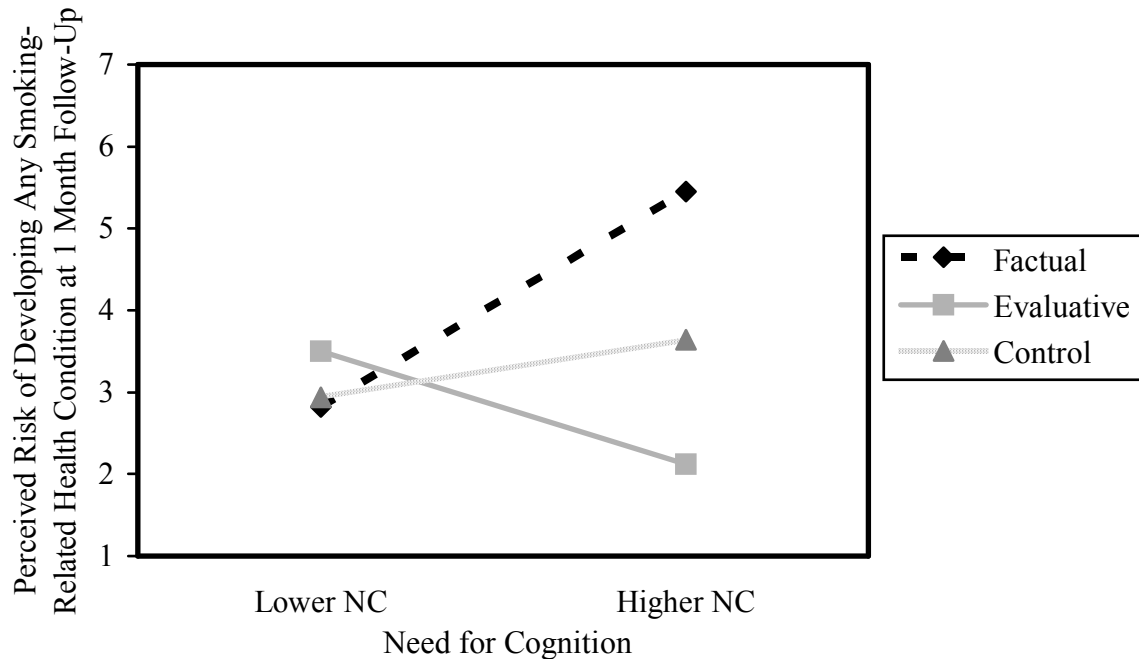 Perceived Risk of Developing Any Smoking-
Related Health Condition at 1 Month Follow-Up
7
6
5
4
3
2
1
Lower NC
Higher NC
Need for Cognition
Factual
Evaluative
Control